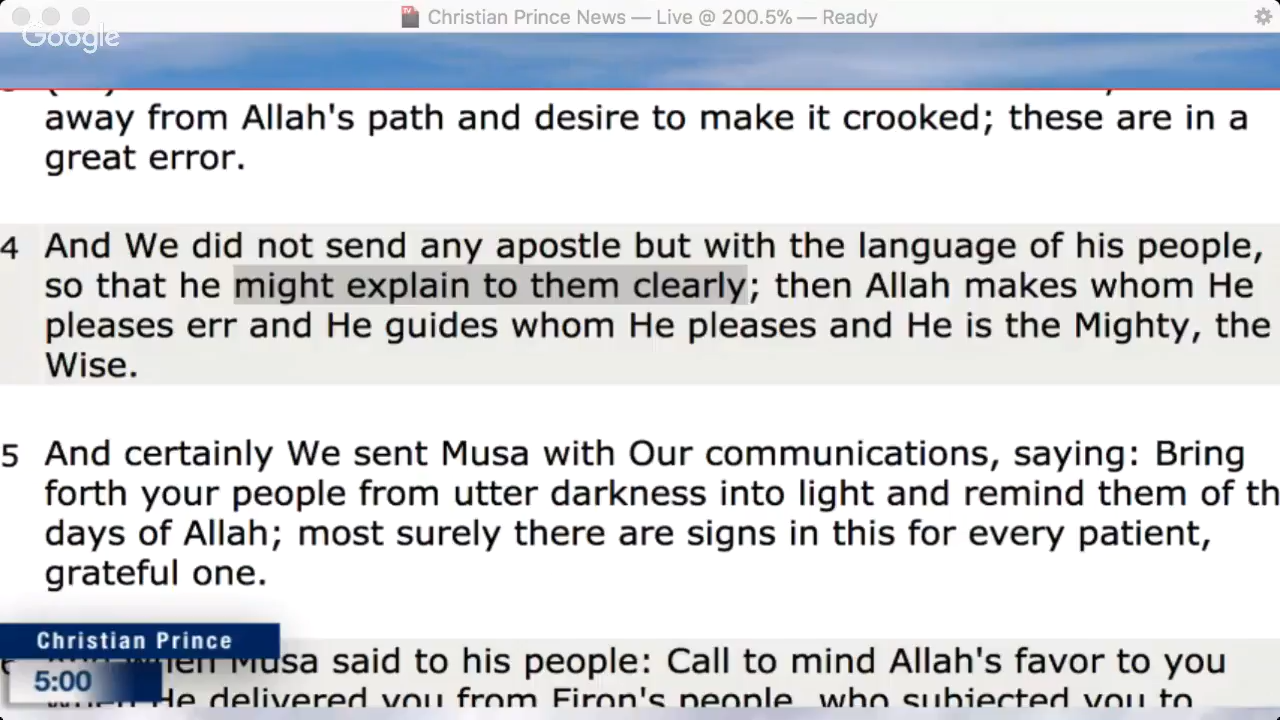 Christian Prince News — Live @ 200.5% — Ready
Google
away from Allah's path and desire to make it crooked; these are in a
great error.
4 And We did not send any apostle but with the language of his people,
so that he might explain to them clearly; then Allah makes whom He
pleases err and He guides whom He pleases and He is the Mighty, the
Wise.
5 And certainly We sent Musa with Our communications, saying: Bring
forth your people from utter darkness into light and remind them of th
days of Allah; most surely there are signs in this for every patient,
grateful one.
Christian Prince
when Musa said to his people: Call to mind Allah's favor to you
5:00
He delivered you from Firon's people, who subjected you to